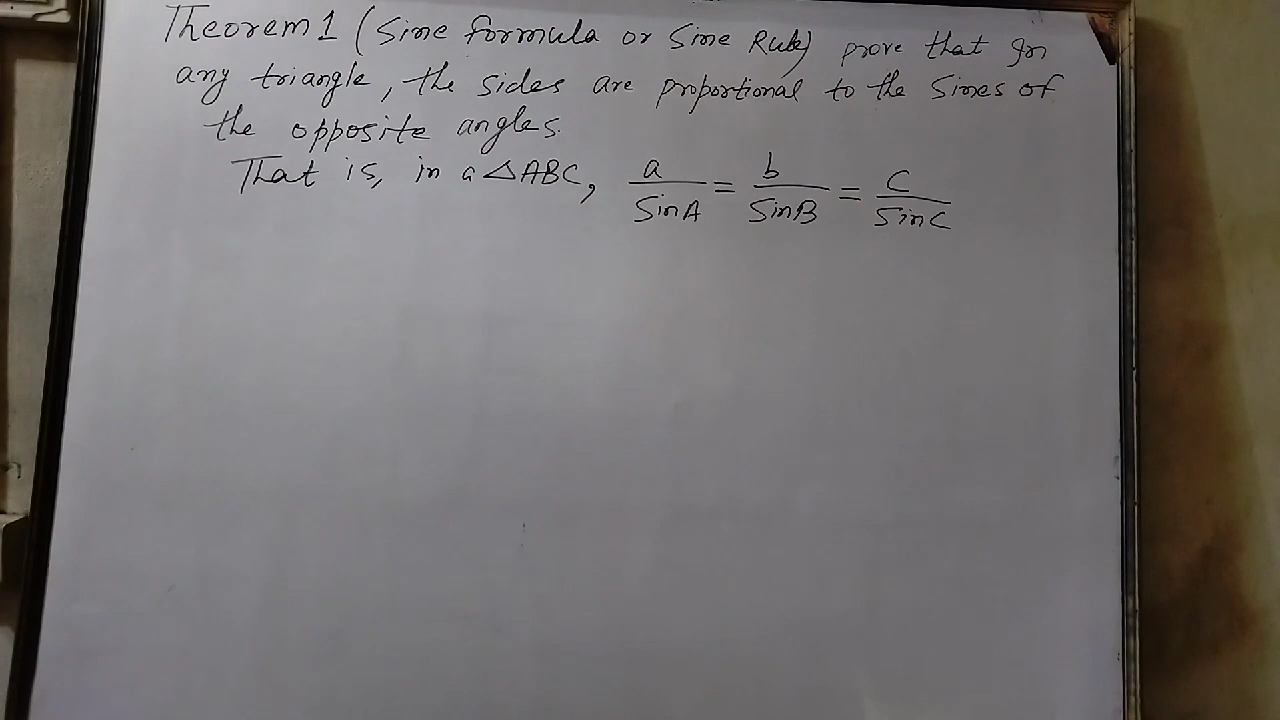 Theorem 1 (Sine formula or Sine Rule) prove that In
any triangle, the sides are proportional to the Sines of
the opposite angles.
That is, in a △ABC, a/SinA = b/SinB = c/SinC